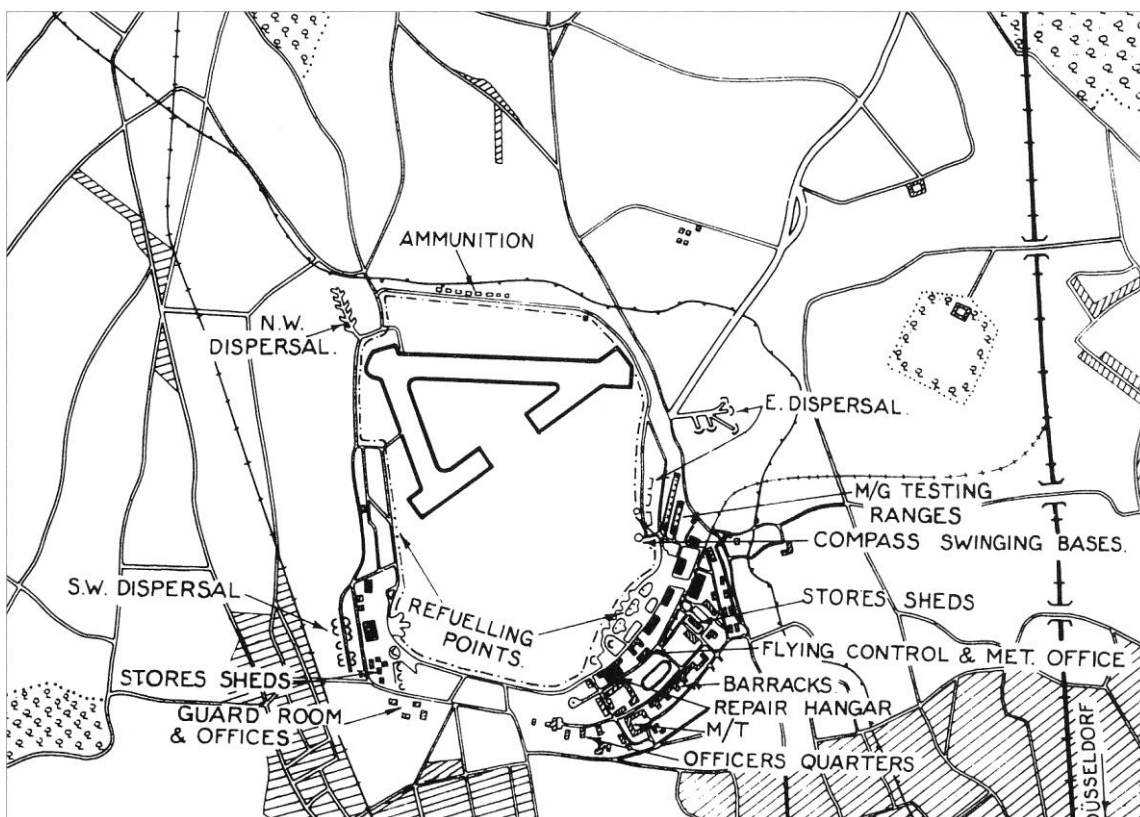 AMMUNITION
N.W.
DISPERSAL.
E. DISPERSAL.
M/G TESTING
RANGES
COMPASS SWINGING BASES.
S.W. DISPERSAL
REFUELLING
POINTS.
STORES SHEDS
FLYING CONTROL & MET. OFFICE
STORES SHEDS
BARRACKS.
REPAIR HANGAR
GUARD ROOM
& OFFICES
M/T
OFFICERS QUARTERS
DÜSSELDORF